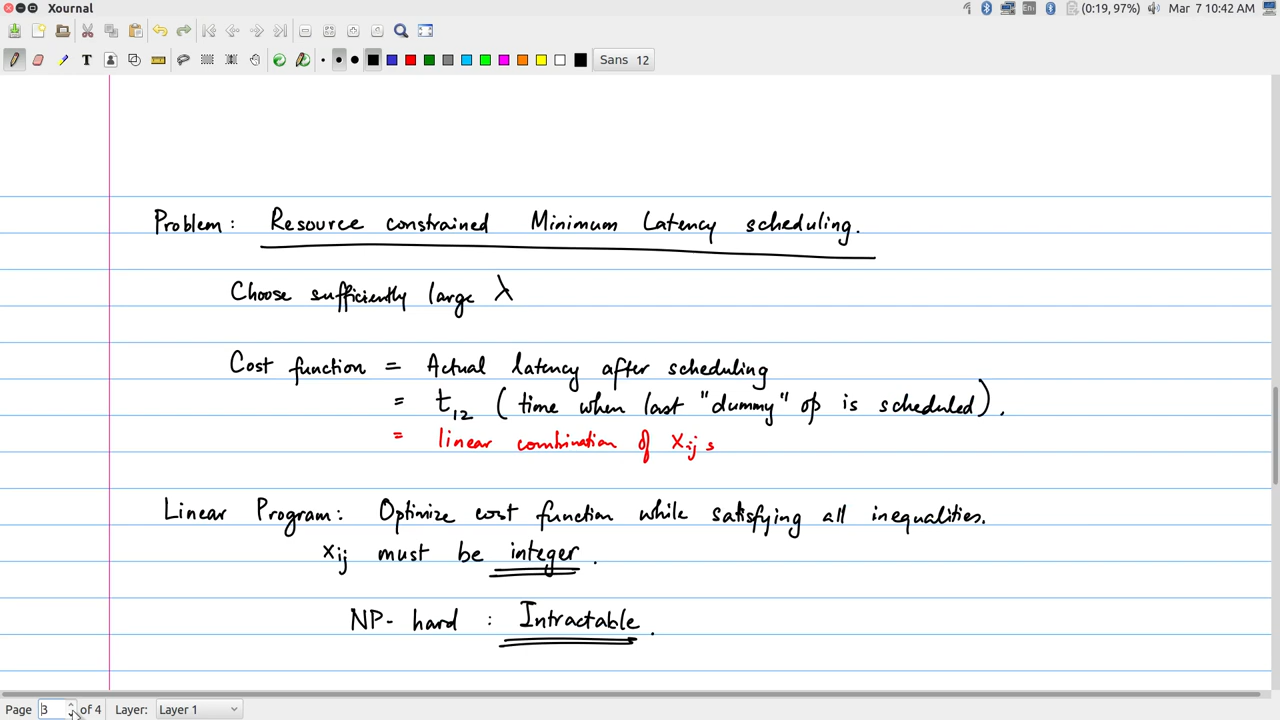 Xournal
(0:19, 97%)
Mar 7 10:42 AM
En
Sans 12
Problem: Resource constrained Minimum Latency scheduling.
Choose sufficiently large λ
Cost function = Actual latency after scheduling
= t12 (time when last "dummy" op is scheduled).
= linear combination of xij s
Linear Program: Optimize cost function while satisfying all inequalities.
xij must be integer.
NP-hard : Intractable.
Page 3 of 4 Layer: Layer 1